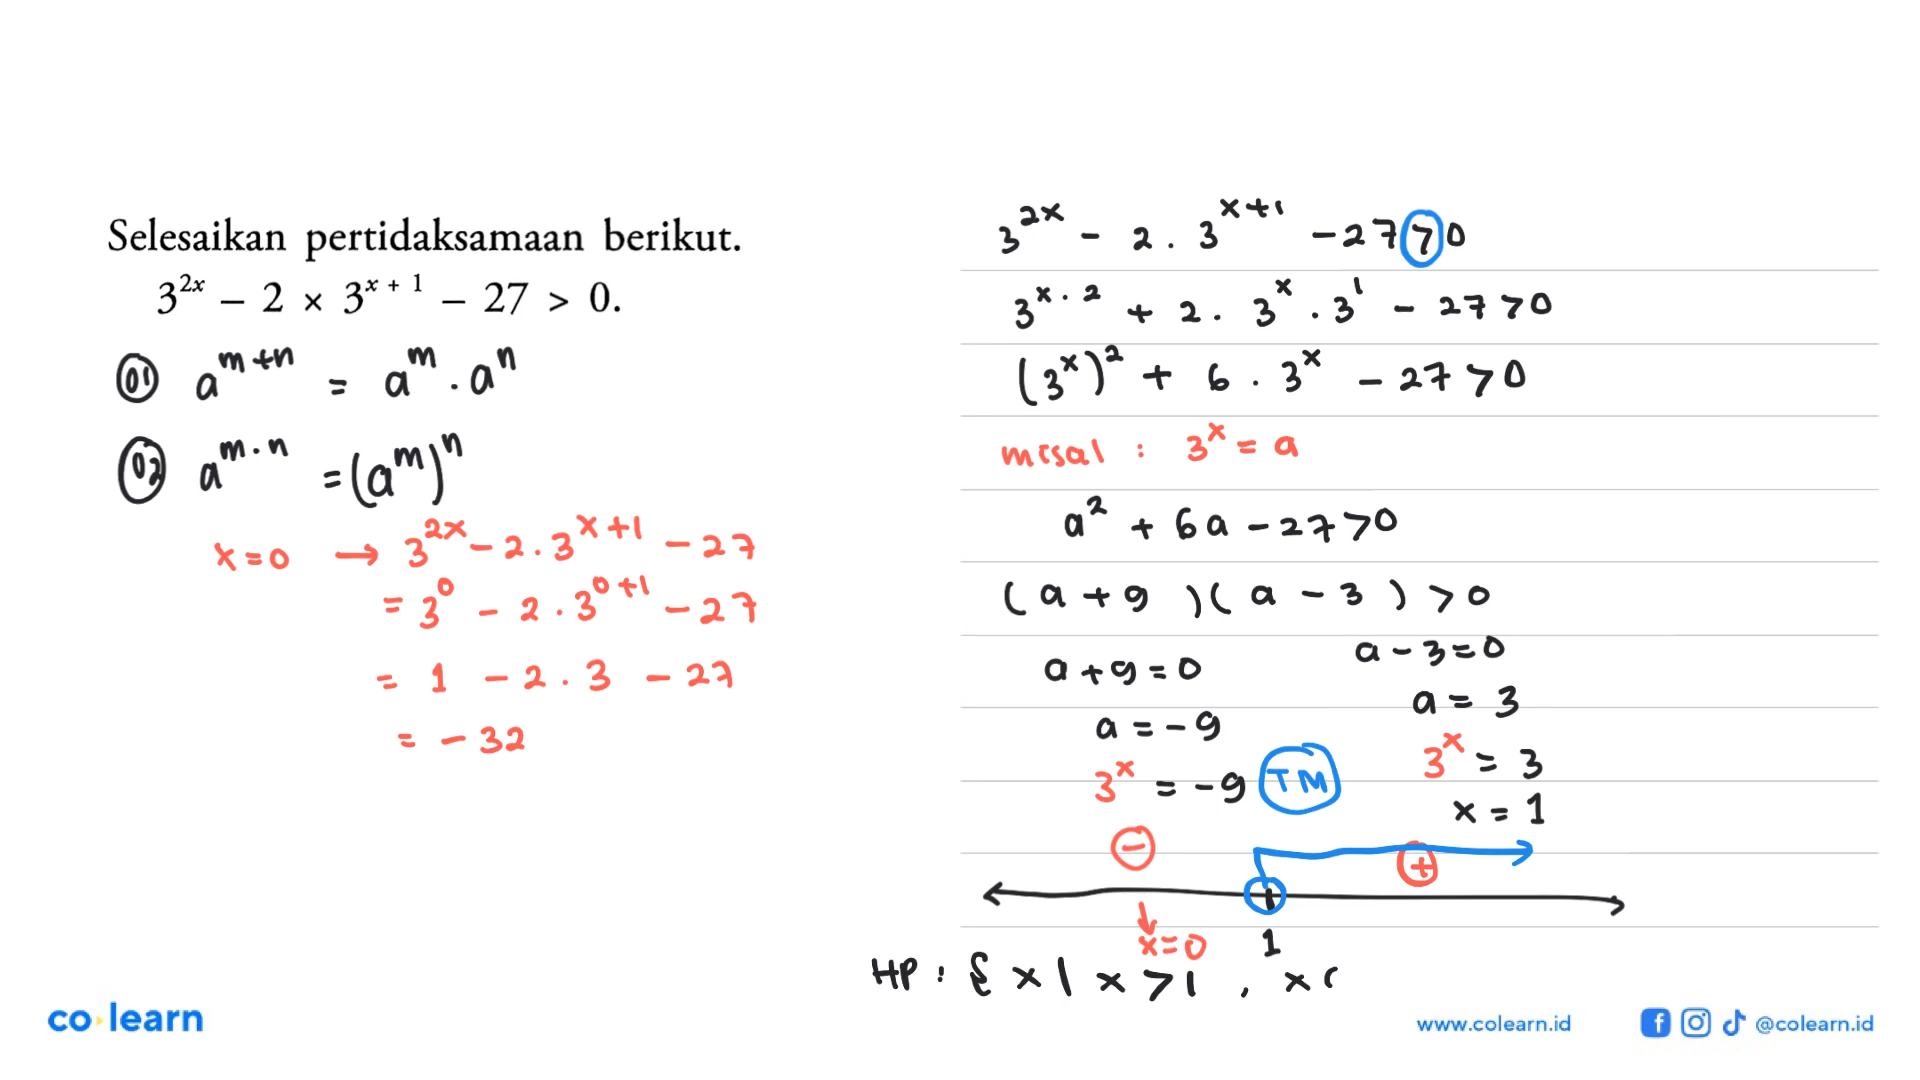 Selesaikan pertidaksamaan berikut.
3^{2x} – 2 × 3^{x + 1} – 27 > 0.
01 a^{m+n} = a^m . a^n
02 a^{m.n} = (a^m)^n
x=0 → 3^{2x} - 2 . 3^{x+1} - 27
= 3^0 - 2 . 3^{0+1} - 27
= 1 - 2 . 3 - 27
= -32
3^{2x} - 2 . 3^{x+1} - 27 > 0
3^{x.2} + 2 . 3^x . 3^1 - 27 > 0
(3^x)^2 + 6 . 3^x - 27 > 0
misal : 3^x = a
a^2 + 6a - 27 > 0
(a + 9)(a - 3) > 0
a + 9 = 0 a - 3 = 0
a = -9 a = 3
3^x = -9 TM 3^x = 3
x = 1
- +
x=0 1
HP : { x | x > 1 , x (
co learn
www.colearn.id @colearn.id